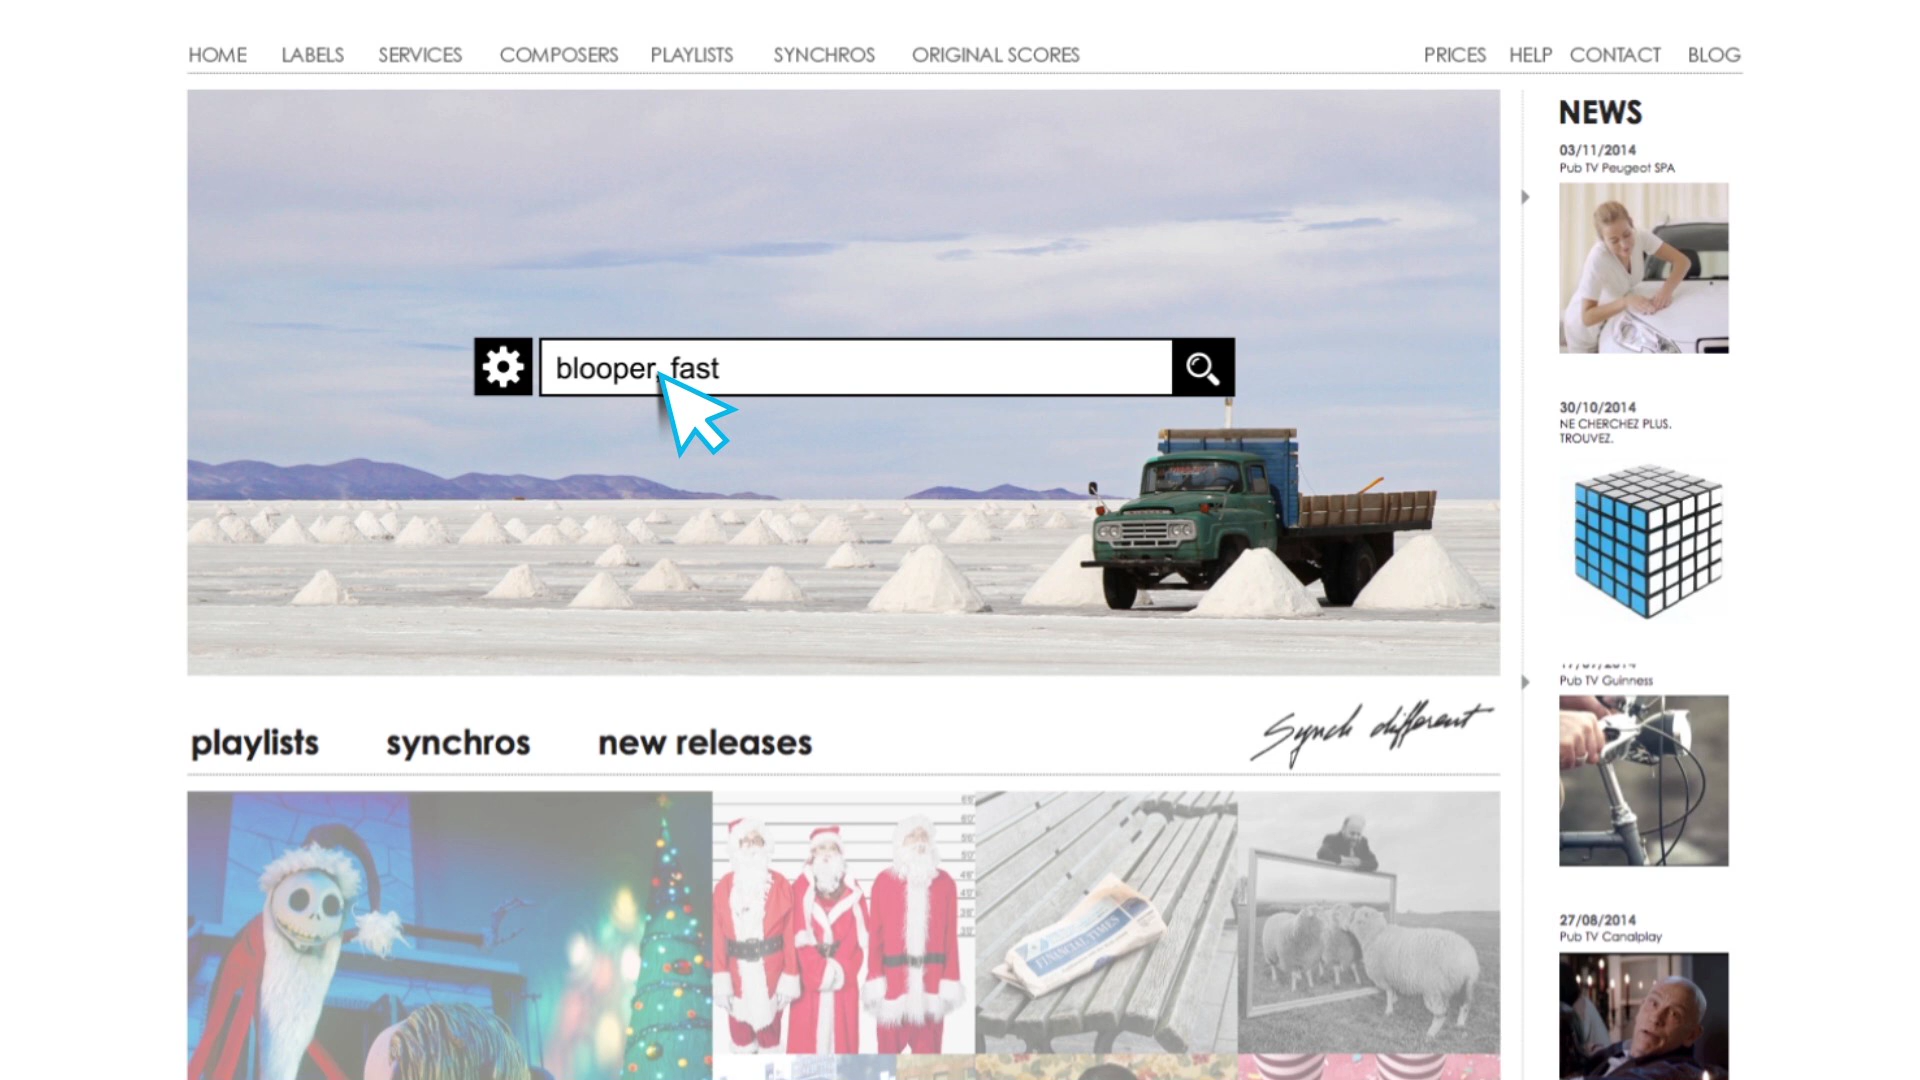 HOME LABELS SERVICES COMPOSERS PLAYLISTS SYNCHROS ORIGINAL SCORES PRICES HELP CONTACT BLOG
blooper, fast
playlists synchros new releases
Synch different
FINANCIAL TIMES
NEWS
03/11/2014
Pub TV Peugeot SPA
30/10/2014
NE CHERCHEZ PLUS.
TROUVEZ.
Pub TV Guinness
27/08/2014
Pub TV Canalplay